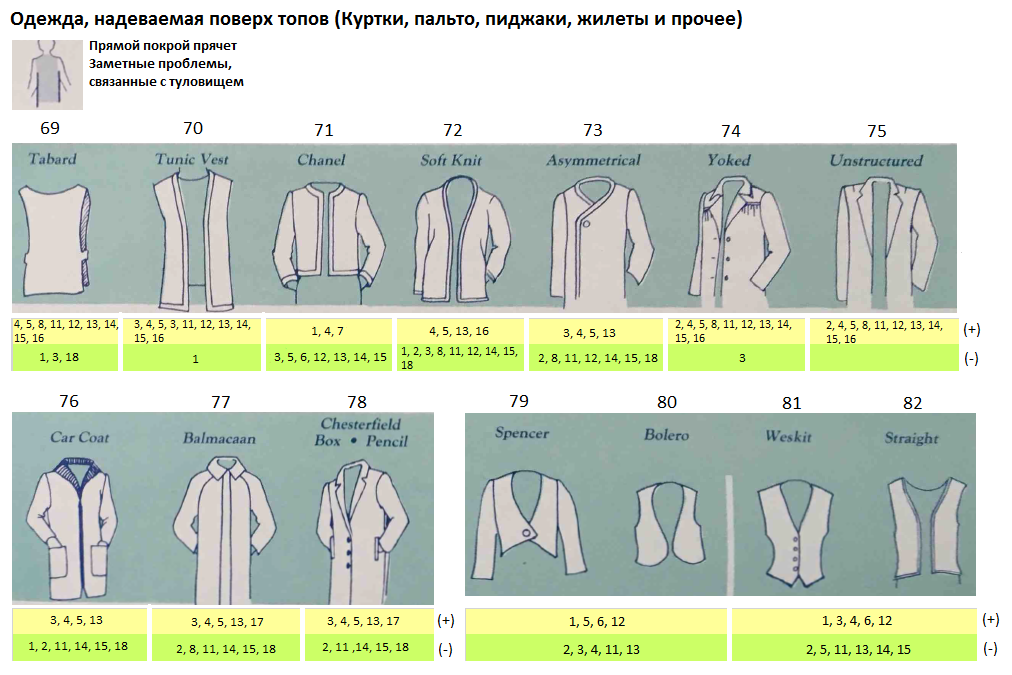 Одежда, надеваемая поверх топов (Куртки, пальто, пиджаки, жилеты и прочее)
Прямой покрой прячет
Заметные проблемы,
связанные с туловищем
69 70 71 72 73 74 75
Tabard Tunic Vest Chanel Soft Knit Asymmetrical Yoked Unstructured
4, 5, 8, 11, 12, 13, 14,
15, 16
3, 4, 5, 3, 11, 12, 13, 14,
15, 16
1, 4, 7
4, 5, 13, 16
3, 4, 5, 13
2, 4, 5, 8, 11, 12, 13, 14,
15, 16
2, 4, 5, 8, 11, 12, 13, 14,
15, 16
(+)
1, 3, 18
1
3, 5, 6, 12, 13, 14, 15
1, 2, 3, 8, 11, 12, 14, 15,
18
2, 8, 11, 12, 14, 15, 18
3
(-)
76 77 78
Car Coat Balmacaan Chesterfield
Box • Pencil
3, 4, 5, 13
3, 4, 5, 13, 17
3, 4, 5, 13, 17
(+)
1, 2, 11, 14, 15, 18
2, 8, 11, 14, 15, 18
2, 11 ,14, 15, 18
(-)
79 80 81 82
Spencer Bolero Weskit Straight
1, 5, 6, 12
1, 3, 4, 6, 12
(+)
2, 3, 4, 11, 13
2, 5, 11, 13, 14, 15
(-)